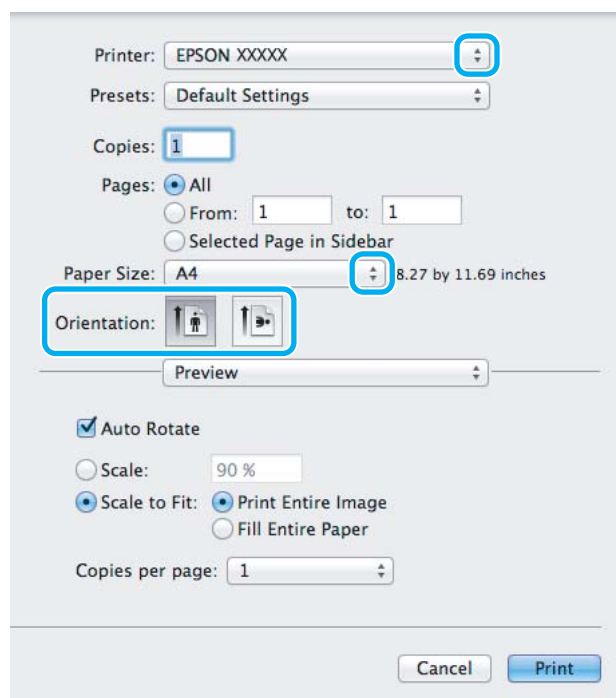 Printer: EPSON XXXXX
Presets: Default Settings
Copies: 1
Pages: All
From: 1 to: 1
Selected Page in Sidebar
Paper Size: A4 8.27 by 11.69 inches
Orientation:
Preview
Auto Rotate
Scale: 90 %
Scale to Fit: Print Entire Image
Fill Entire Paper
Copies per page: 1
Cancel Print